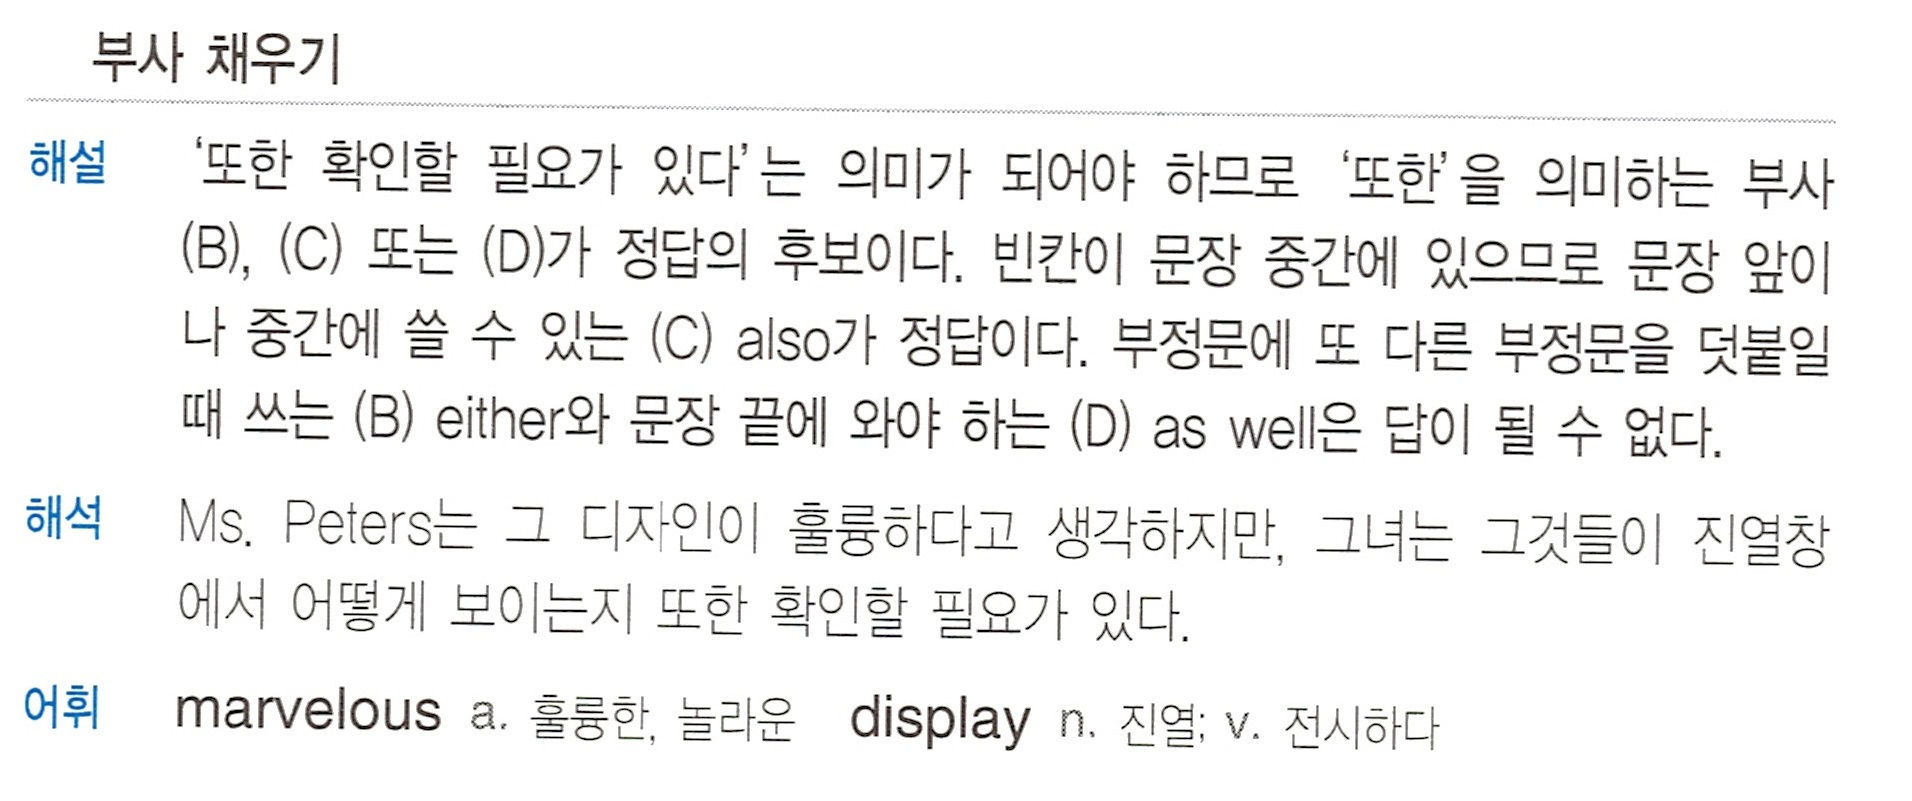 부사 채우기
해설 ‘또한 확인할 필요가 있다’는 의미가 되어야 하므로 ‘또한’을 의미하는 부사
(B), (C) 또는 (D)가 정답의 후보이다. 빈칸이 문장 중간에 있으므로 문장 앞이
나 중간에 쓸 수 있는 (C) also가 정답이다. 부정문에 또 다른 부정문을 덧붙일
때 쓰는 (B) either와 문장 끝에 와야 하는 (D) as well은 답이 될 수 없다.
해석 Ms. Peters는 그 디자인이 훌륭하다고 생각하지만, 그녀는 그것들이 진열창
에서 어떻게 보이는지 또한 확인할 필요가 있다.
어휘 marvelous a. 훌륭한, 놀라운 display n. 진열; v. 전시하다